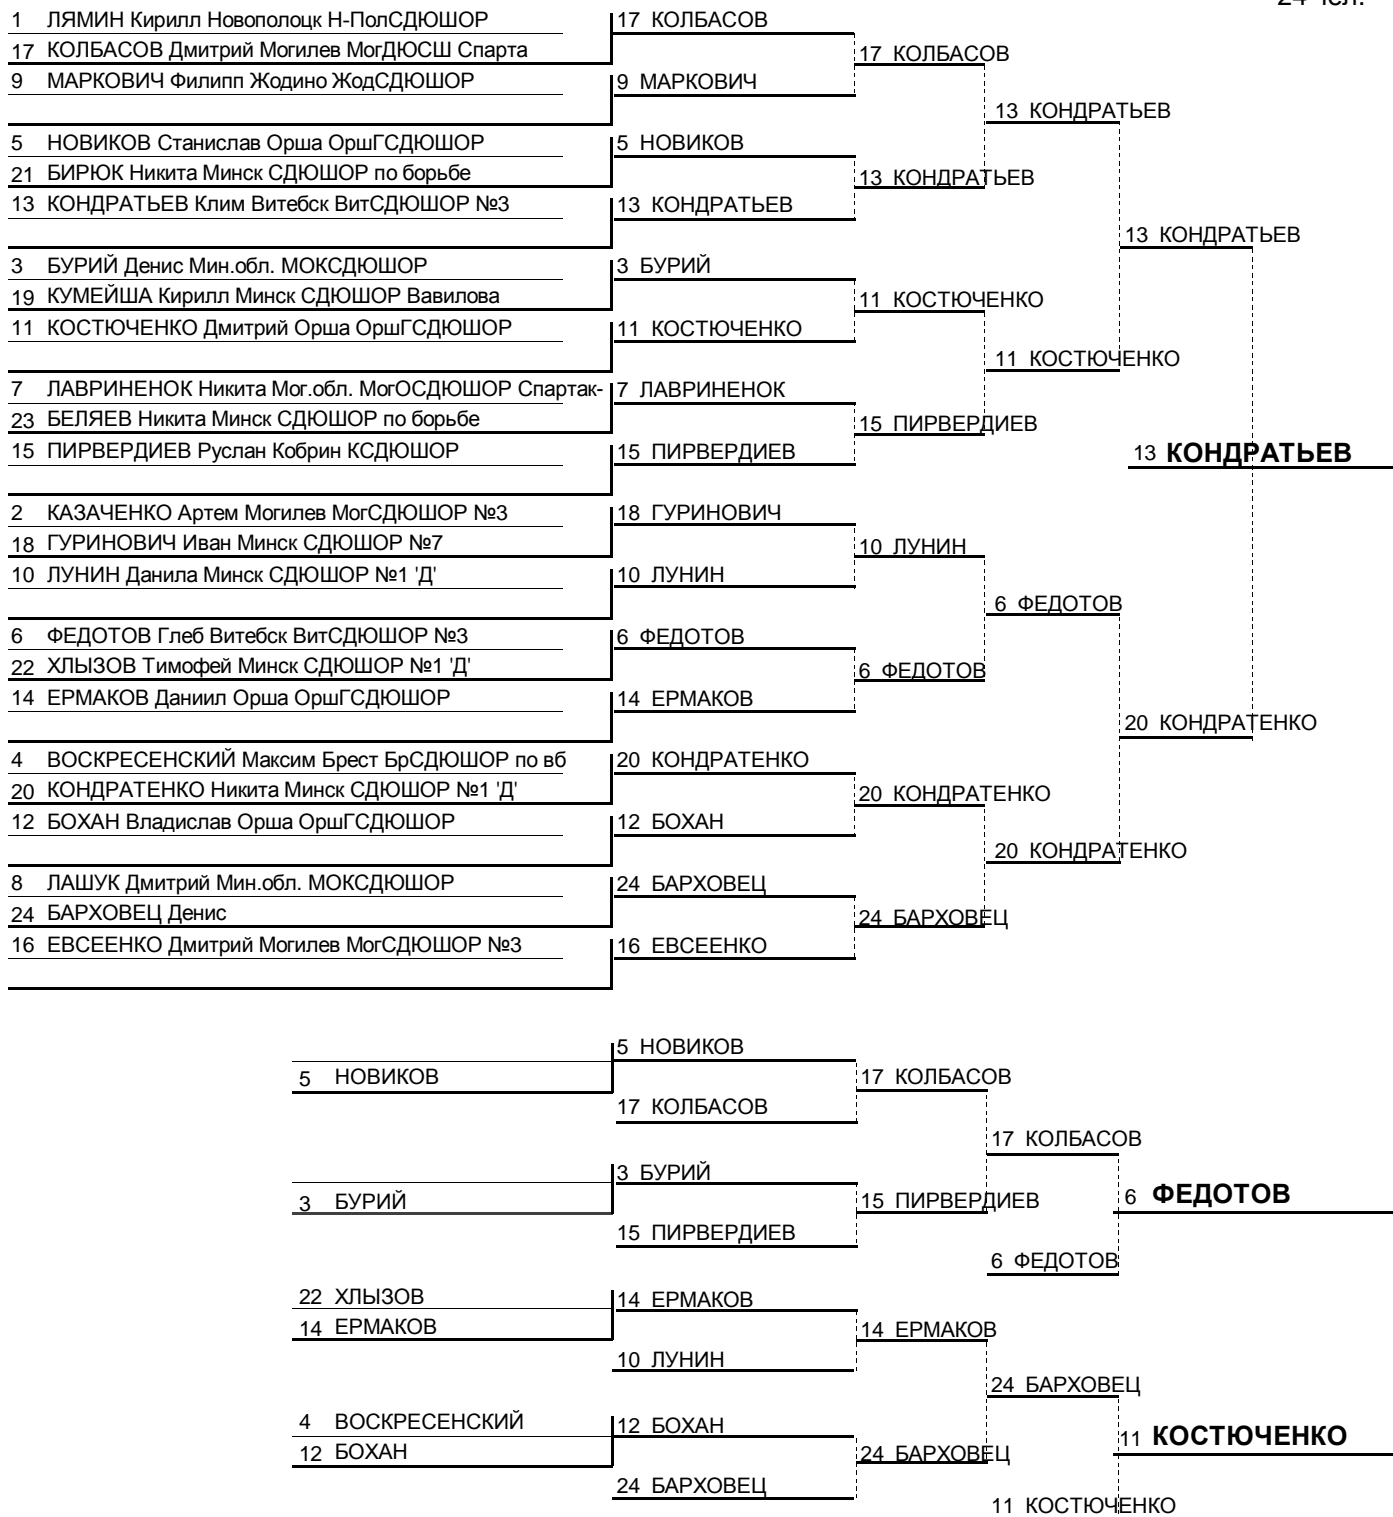 24 чел.
1 ЛЯМИН Кирилл Новополоцк Н-ПолСДЮШОР
17 КОЛБАСОВ
17 КОЛБАСОВ Дмитрий Могилев МогДЮСШ Спарта
17 КОЛБАСОВ
9 МАРКОВИЧ Филипп Жодино ЖодСДЮШОР
9 МАРКОВИЧ
13 КОНДРАТЬЕВ
5 НОВИКОВ Станислав Орша ОршГСДЮШОР
5 НОВИКОВ
21 БИРЮК Никита Минск СДЮШОР по борьбе
13 КОНДРАТЬЕВ
13 КОНДРАТЬЕВ Клим Витебск ВитСДЮШОР №3
13 КОНДРАТЬЕВ
13 КОНДРАТЬЕВ
3 БУРИЙ Денис Мин.обл. МОКСДЮШОР
3 БУРИЙ
19 КУМЕЙША Кирилл Минск СДЮШОР Вавилова
11 КОСТЮЧЕНКО
11 КОСТЮЧЕНКО Дмитрий Орша ОршГСДЮШОР
11 КОСТЮЧЕНКО
11 КОСТЮЧЕНКО
7 ЛАВРИНЕНОК Никита Мог.обл. МогОСДЮШОР Спартак-
7 ЛАВРИНЕНОК
23 БЕЛЯЕВ Никита Минск СДЮШОР по борьбе
15 ПИРВЕРДИЕВ
15 ПИРВЕРДИЕВ Руслан Кобрин КСДЮШОР
15 ПИРВЕРДИЕВ
13 КОНДРАТЬЕВ
2 КАЗАЧЕНКО Артем Могилев МогСДЮШОР №3
18 ГУРИНОВИЧ
18 ГУРИНОВИЧ Иван Минск СДЮШОР №7
10 ЛУНИН
10 ЛУНИН Данила Минск СДЮШОР №1 'Д'
10 ЛУНИН
6 ФЕДОТОВ
6 ФЕДОТОВ Глеб Витебск ВитСДЮШОР №3
6 ФЕДОТОВ
22 ХЛЫЗОВ Тимофей Минск СДЮШОР №1 'Д'
6 ФЕДОТОВ
14 ЕРМАКОВ Даниил Орша ОршГСДЮШОР
14 ЕРМАКОВ
20 КОНДРАТЕНКО
4 ВОСКРЕСЕНСКИЙ Максим Брест БрСДЮШОР по вб
20 КОНДРАТЕНКО
20 КОНДРАТЕНКО Никита Минск СДЮШОР №1 'Д'
20 КОНДРАТЕНКО
12 БОХАН Владислав Орша ОршГСДЮШОР
12 БОХАН
20 КОНДРАТЕНКО
8 ЛАШУК Дмитрий Мин.обл. МОКСДЮШОР
24 БАРХОВЕЦ
24 БАРХОВЕЦ Денис
24 БАРХОВЕЦ
16 ЕВСЕЕНКО Дмитрий Могилев МогСДЮШОР №3
16 ЕВСЕЕНКО
5 НОВИКОВ
5 НОВИКОВ
17 КОЛБАСОВ
17 КОЛБАСОВ
17 КОЛБАСОВ
3 БУРИЙ
3 БУРИЙ
15 ПИРВЕРДИЕВ
6 ФЕДОТОВ
15 ПИРВЕРДИЕВ
6 ФЕДОТОВ
22 ХЛЫЗОВ
14 ЕРМАКОВ
14 ЕРМАКОВ
14 ЕРМАКОВ
10 ЛУНИН
24 БАРХОВЕЦ
4 ВОСКРЕСЕНСКИЙ
12 БОХАН
11 КОСТЮЧЕНКО
12 БОХАН
24 БАРХОВЕЦ
24 БАРХОВЕЦ
11 КОСТЮЧЕНКО